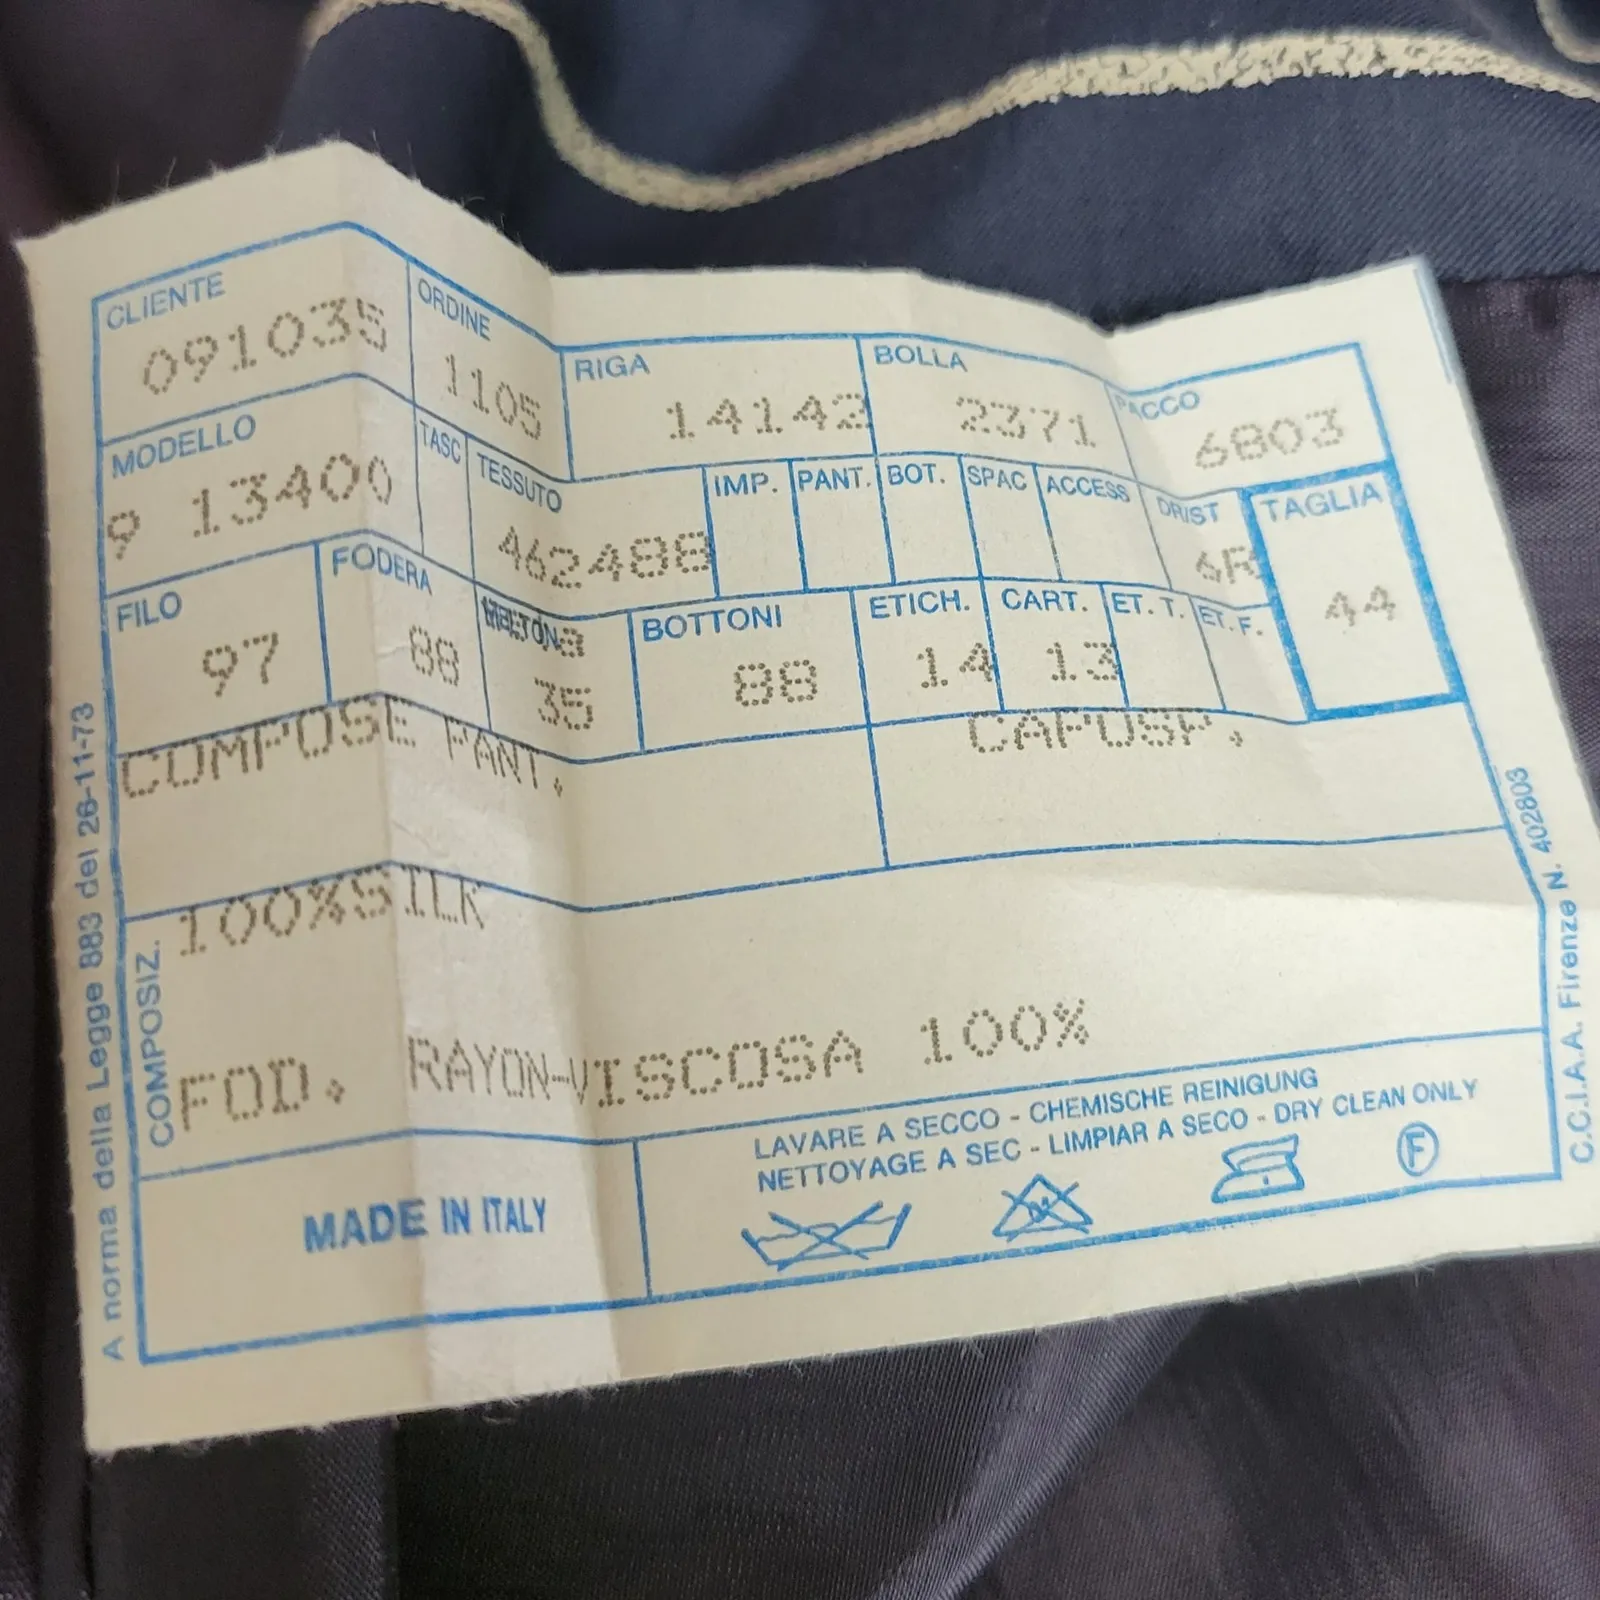 CLIENTE ORDINE RIGA BOLLA PACCO
091035 1105 14142 2371 6803
MODELLO TASC TESSUTO IMP. PANT. BOT. SPAC ACCESS DRIST TAGLIA
9 13400 462488 6R 44
FILO FODERA BOTTONI ETICH. CART. ET. T. ET. F.
97 88 35 88 14 13
COMPOSE PANT. CAPOSP.
COMPOSIZ.
100%SILK
FOD. RAYON-VISCOSA 100%
MADE IN ITALY
LAVARE A SECCO - CHEMISCHE REINIGUNG
NETTOYAGE A SEC - LIMPIAR A SECO - DRY CLEAN ONLY
F
A norma della Legge 883 del 26-11-73
C.C.I.A.A. Firenze N. 402803